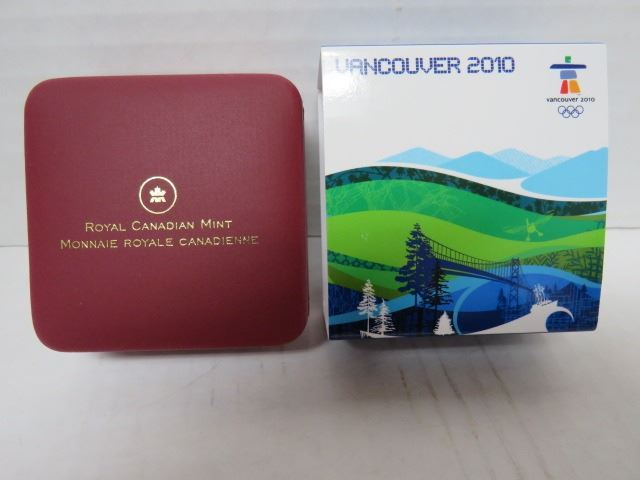 ROYAL CANADIAN MINT
MONNAIE ROYALE CANADIENNE
VANCOUVER 2010
vancouver 2010